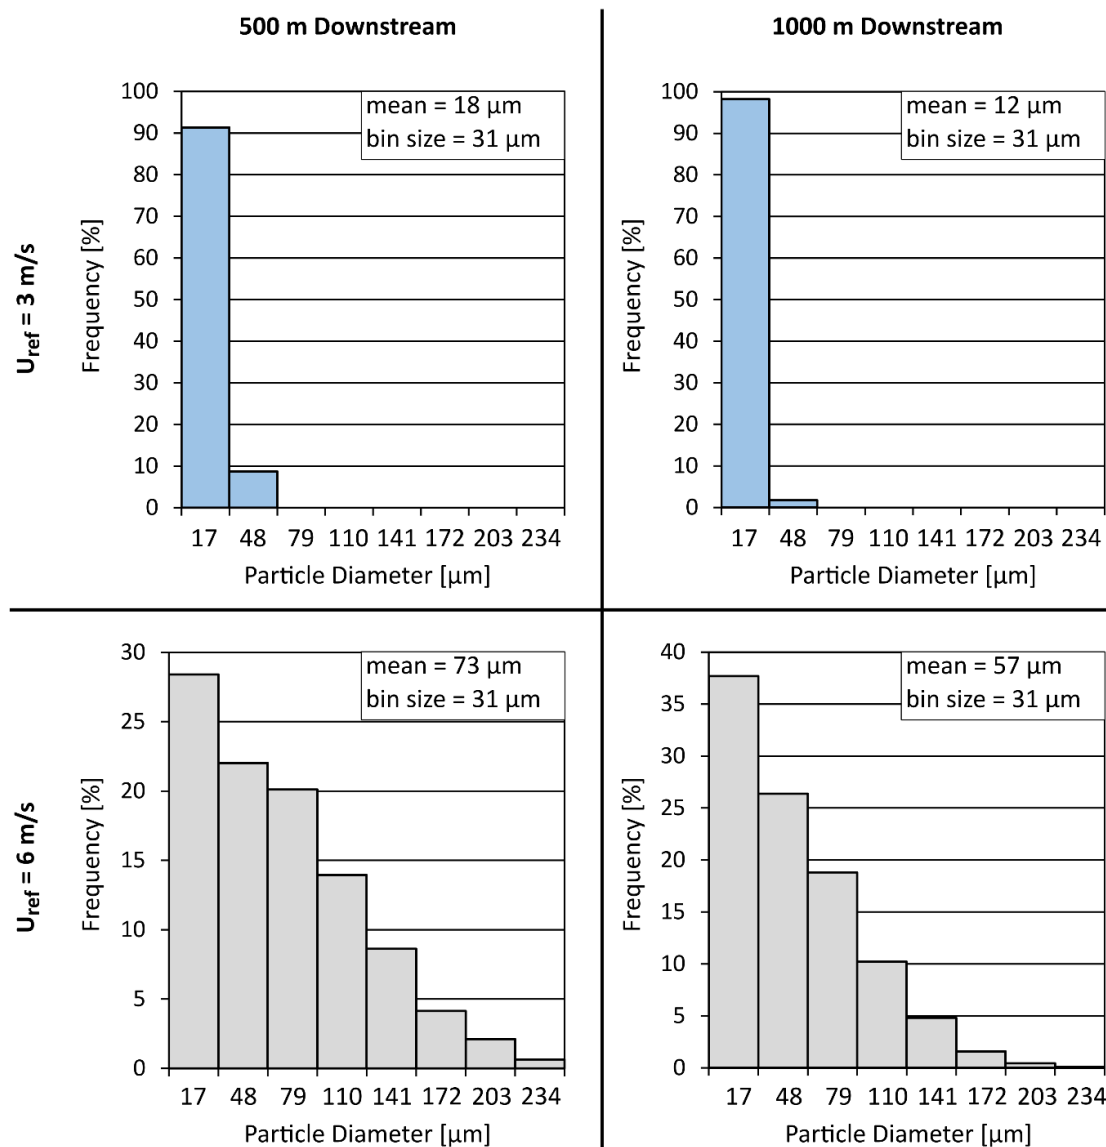 500 m Downstream
1000 m Downstream
U_ref = 3 m/s
Frequency [%]
100
90
80
70
60
50
40
30
20
10
0
mean = 18 µm
bin size = 31 µm
17 48 79 110 141 172 203 234
Particle Diameter [µm]
Frequency [%]
100
90
80
70
60
50
40
30
20
10
0
mean = 12 µm
bin size = 31 µm
17 48 79 110 141 172 203 234
Particle Diameter [µm]
U_ref = 6 m/s
Frequency [%]
30
25
20
15
10
5
0
mean = 73 µm
bin size = 31 µm
17 48 79 110 141 172 203 234
Particle Diameter [µm]
Frequency [%]
40
35
30
25
20
15
10
5
0
mean = 57 µm
bin size = 31 µm
17 48 79 110 141 172 203 234
Particle Diameter [µm]